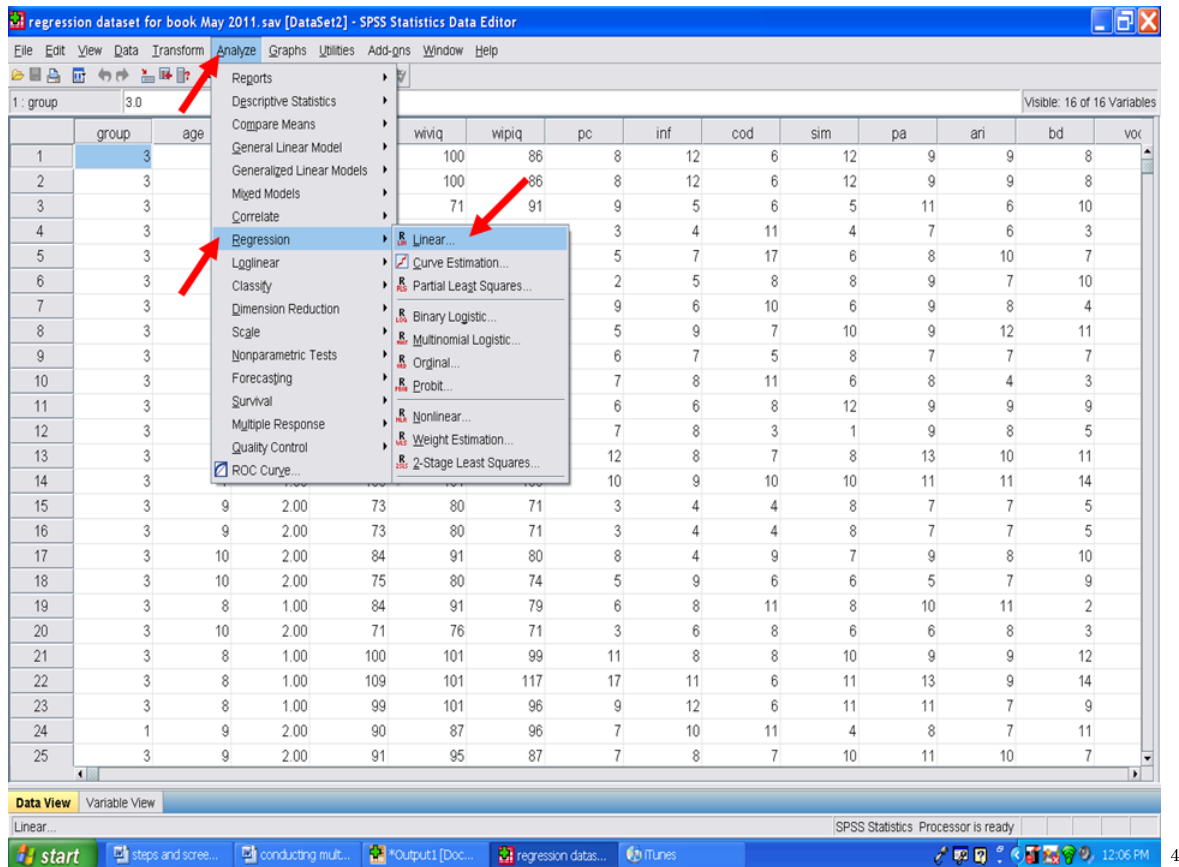 regression dataset for book May 2011.sav [DataSet2] - SPSS Statistics Data Editor
File Edit View Data Transform Analyze Graphs Utilities Add-ons Window Help
1 : group 3.0 Visible: 16 of 16 Variables
group age wiviq wipiq pc inf cod sim pa ari bd voc
Reports
Descriptive Statistics
Compare Means
General Linear Model
Generalized Linear Models
Mixed Models
Correlate
Regression
Loglinear
Classify
Dimension Reduction
Scale
Nonparametric Tests
Forecasting
Survival
Multiple Response
Quality Control
ROC Curve...
R LIN Linear...
Curve Estimation...
R PLS Partial Least Squares...
R LOG Binary Logistic...
R Multinomial Logistic...
R ORD Ordinal...
R PROB Probit...
R NLR Nonlinear...
R WLS Weight Estimation...
R 2SLS 2-Stage Least Squares...
1 3 100 86 8 12 6 12 9 9 8
2 3 100 86 8 12 6 12 9 9 8
3 3 71 91 9 5 6 5 11 6 10
4 3 3 4 11 4 7 6 3
5 3 5 7 17 6 8 10 7
6 3 2 5 8 8 9 7 10
7 3 9 6 10 6 9 8 4
8 3 5 9 7 10 9 12 11
9 3 6 7 5 8 7 7 7
10 3 7 8 11 6 8 4 3
11 3 6 6 8 12 9 9 9
12 3 7 8 3 1 9 8 5
13 3 12 8 7 8 13 10 11
14 3 10 9 10 10 11 11 14
15 3 9 2.00 73 80 71 3 4 4 8 7 7 5
16 3 9 2.00 73 80 71 3 4 4 8 7 7 5
17 3 10 2.00 84 91 80 8 4 9 7 9 8 10
18 3 10 2.00 75 80 74 5 9 6 6 5 7 9
19 3 8 1.00 84 91 79 6 8 11 8 10 11 2
20 3 10 2.00 71 76 71 3 6 8 6 6 8 3
21 3 8 1.00 100 101 99 11 8 8 10 9 9 12
22 3 8 1.00 109 101 117 17 11 6 11 13 9 14
23 3 8 1.00 99 101 96 9 12 6 11 11 7 9
24 1 9 2.00 90 87 96 7 10 11 4 8 7 11
25 3 9 2.00 91 95 87 7 8 7 10 11 10 7
Data View Variable View
Linear... SPSS Statistics Processor is ready
start steps and scree... conducting mult... *Output1 [Doc... regression datas... iTunes 12:06 PM
4